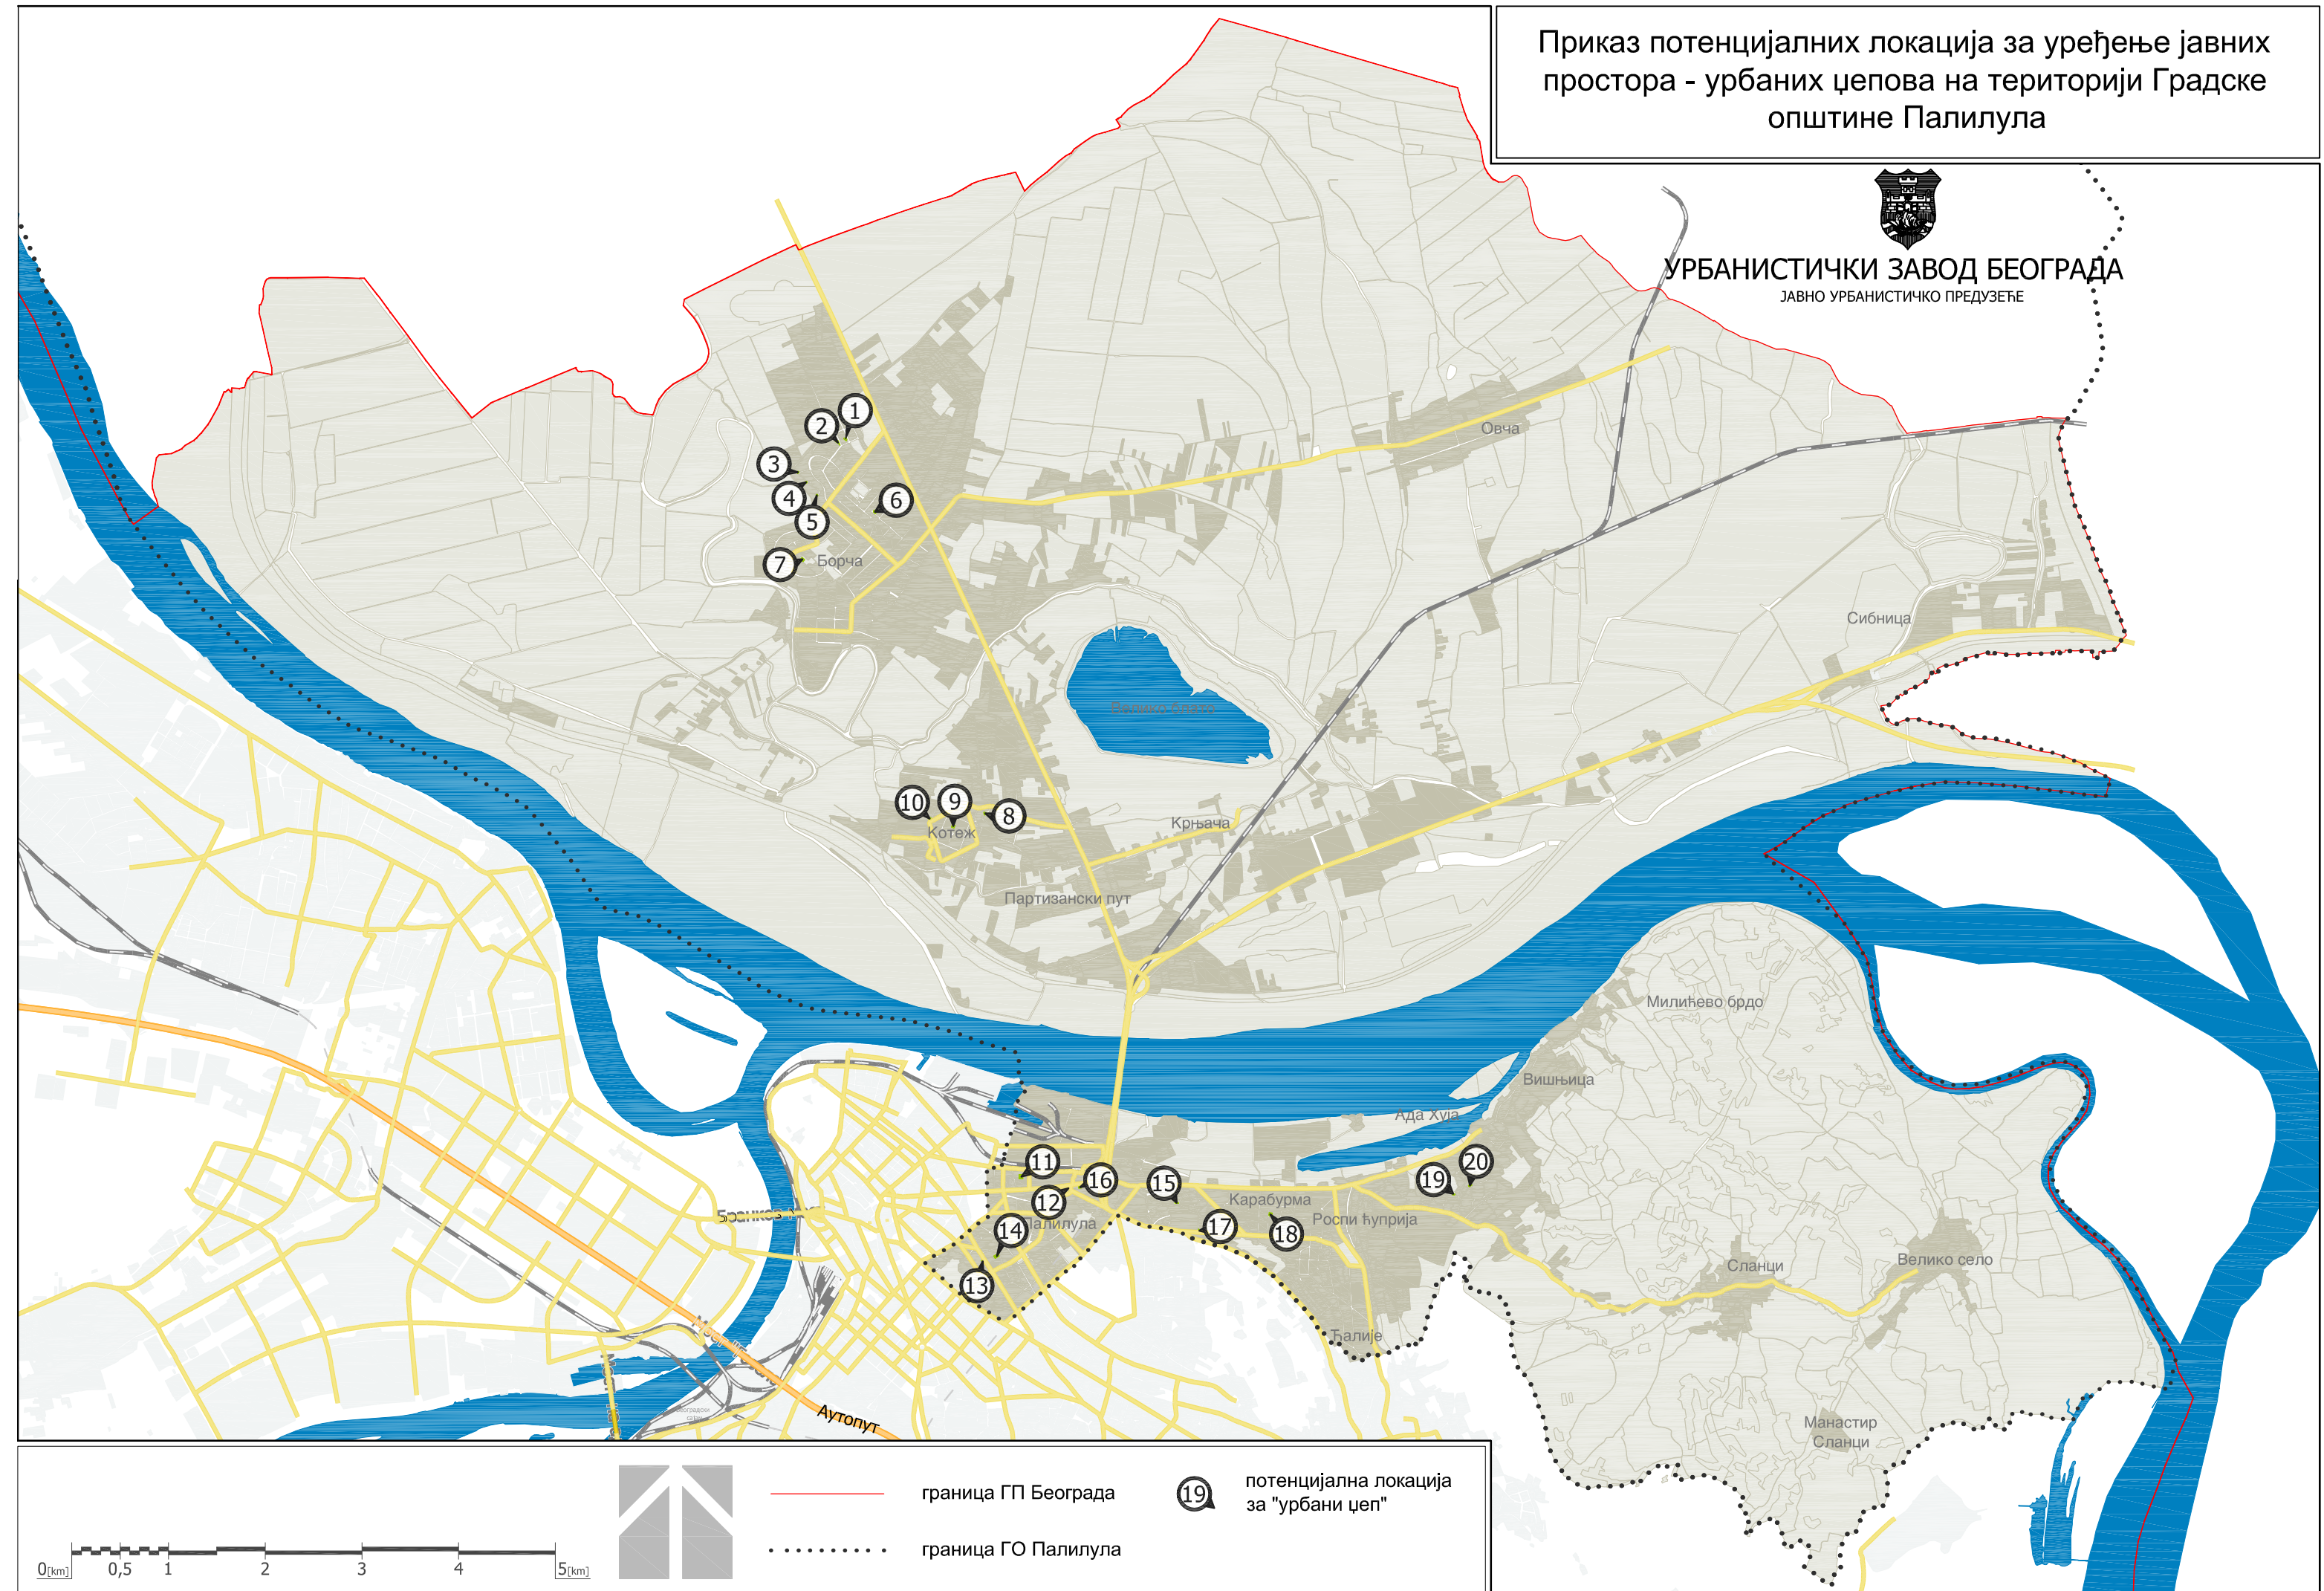 Приказ потенцијалних локација за уређење јавних
простора - урбаних џепова на територији Градске
општине Палилула
УРБАНИСТИЧКИ ЗАВОД БЕОГРАДА
ЈАВНО УРБАНИСТИЧКО ПРЕДУЗЕЋЕ
1
2
3
4
5
6
7
Борча
Овча
Сибница
Велико блато
10
9
8
Котеж
Крњача
Партизански пут
Милићево брдо
Вишњица
Ада Хуја
11
12
16
15
19
20
Карабурма
Роспи ћуприја
Палилула
14
17
18
13
Сланци
Велико село
Ћалије
Манастир
Сланци
Аутопут
граница ГП Београда
19
потенцијална локација
за "урбани џеп"
граница ГО Палилула
0[km] 0,5 1 2 3 4 5[km]